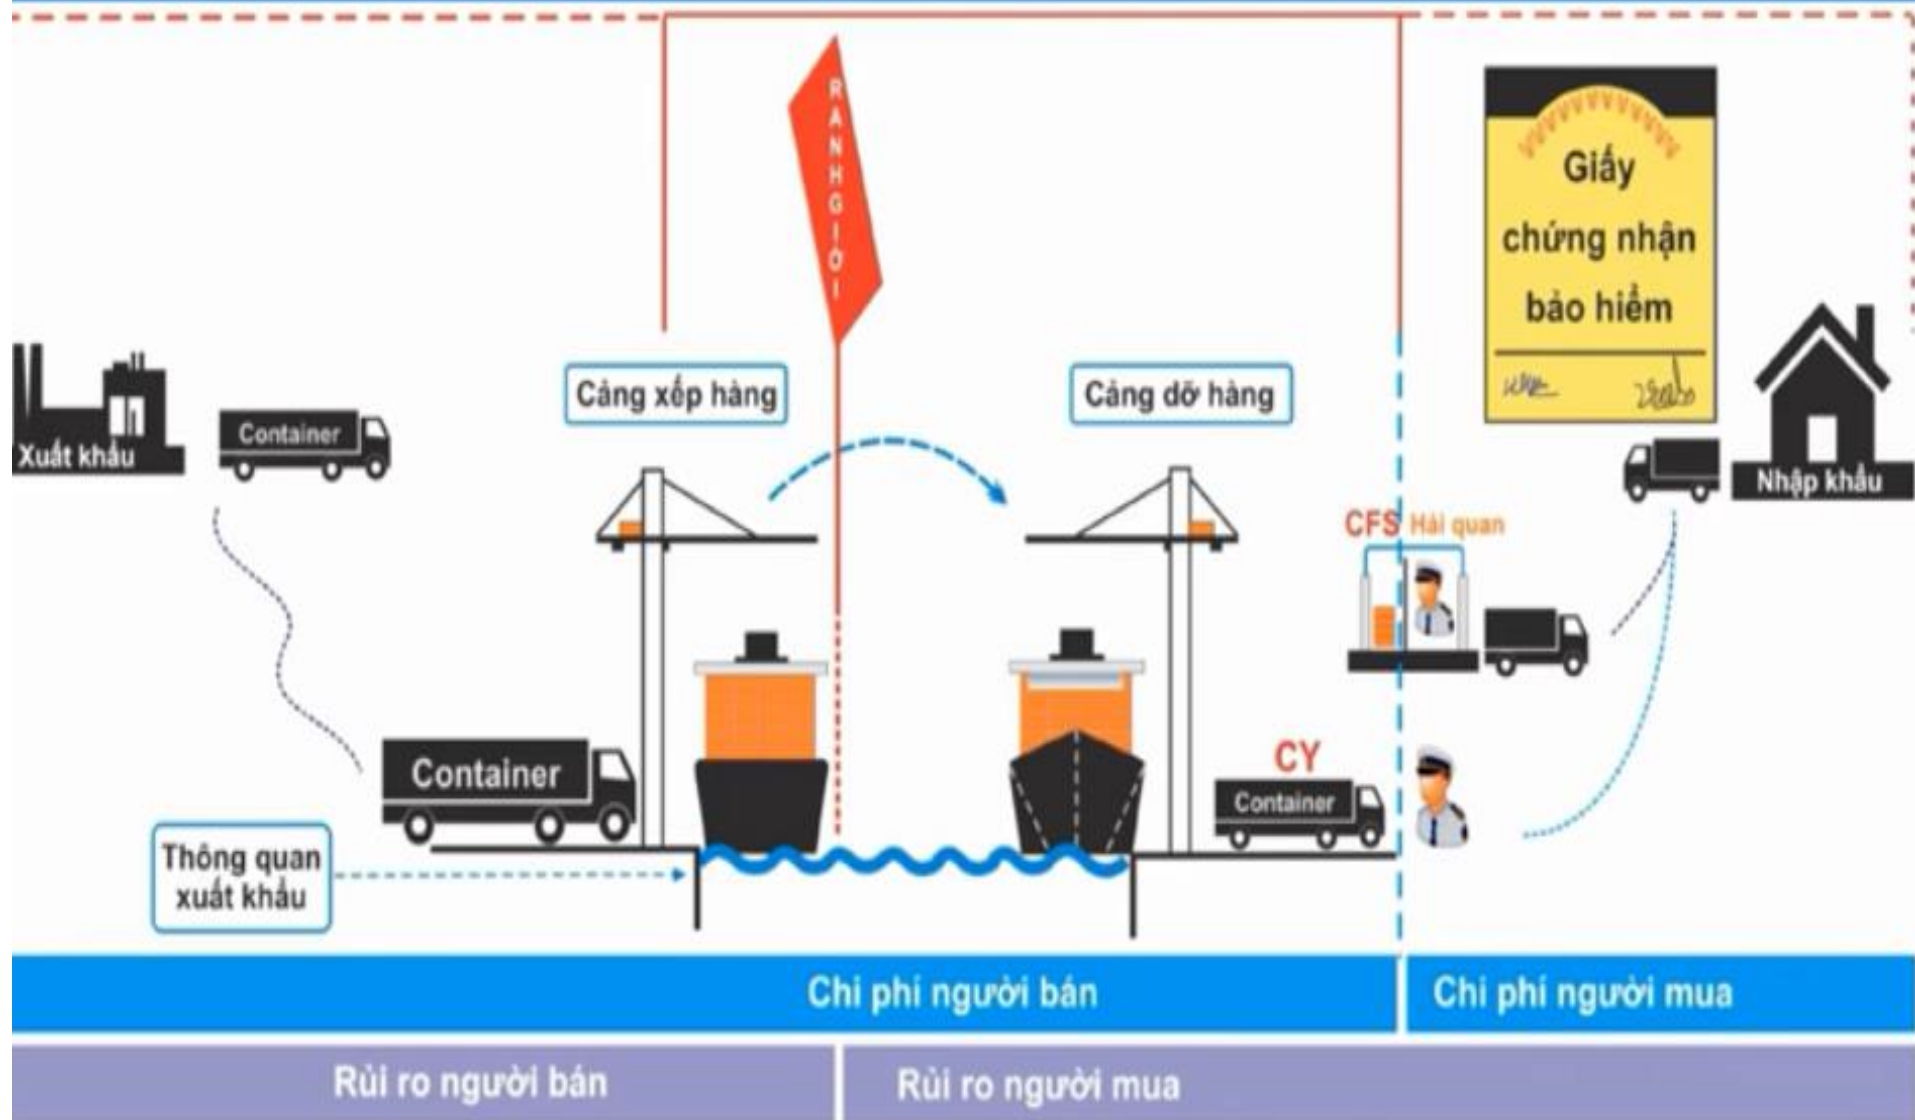 RANH GIỚI
Giấy
chứng nhận
bảo hiểm
Cảng xếp hàng
Cảng dỡ hàng
Container
Xuất khẩu
Nhập khẩu
CFS Hải quan
Container
CY
Container
Thông quan
xuất khẩu
Chi phí người bán
Chi phí người mua
Rủi ro người bán
Rủi ro người mua